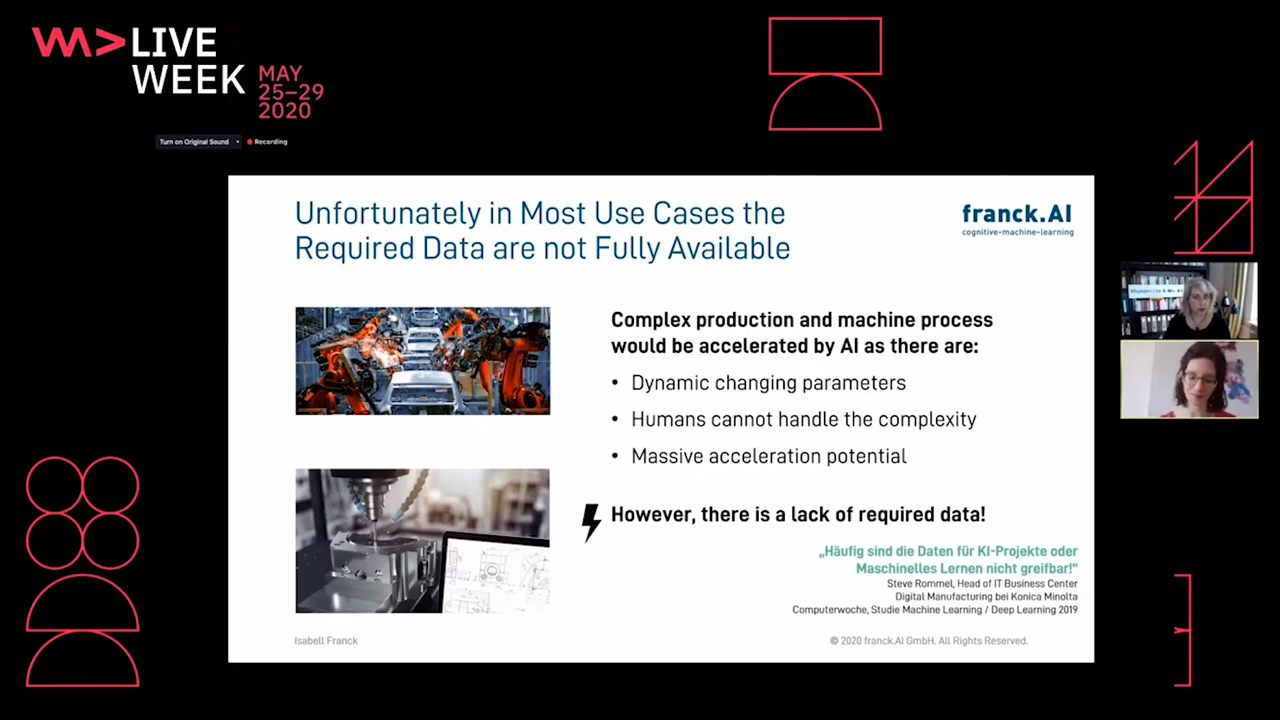 LIVE
WEEK
MAY
25–29
2020
Turn on Original Sound
Recording
Unfortunately in Most Use Cases the
Required Data are not Fully Available
franck.AI
cognitive-machine-learning
Complex production and machine process
would be accelerated by AI as there are:
• Dynamic changing parameters
• Humans cannot handle the complexity
• Massive acceleration potential
However, there is a lack of required data!
„Häufig sind die Daten für KI-Projekte oder
Maschinelles Lernen nicht greifbar!"
Steve Rommel, Head of IT Business Center
Digital Manufacturing bei Konica Minolta
Computerwoche, Studie Machine Learning / Deep Learning 2019
Isabell Franck
© 2020 franck.AI GmbH. All Rights Reserved.